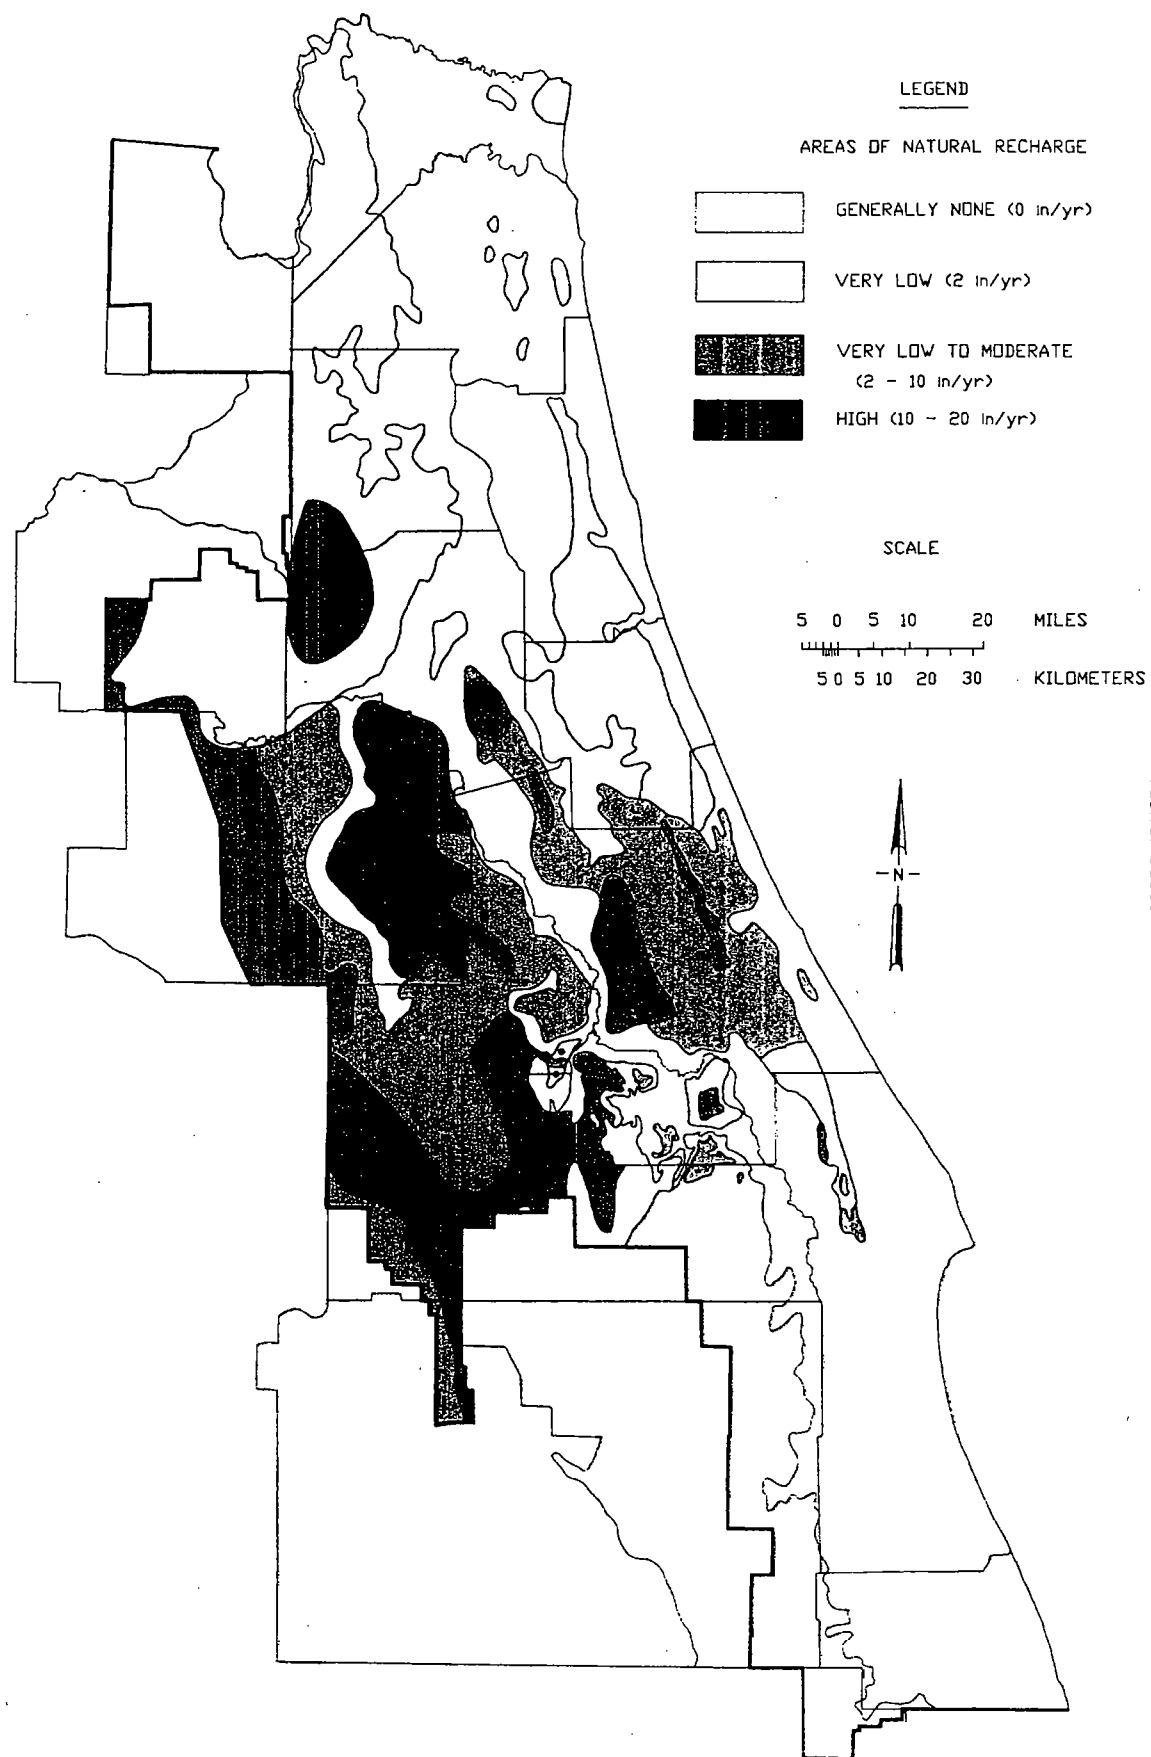 LEGEND
AREAS OF NATURAL RECHARGE
GENERALLY NONE (0 in/yr)
VERY LOW (2 in/yr)
VERY LOW TO MODERATE
(2 - 10 in/yr)
HIGH (10 - 20 in/yr)
SCALE
5 0 5 10 20 MILES
5 0 5 10 20 30 KILOMETERS
N